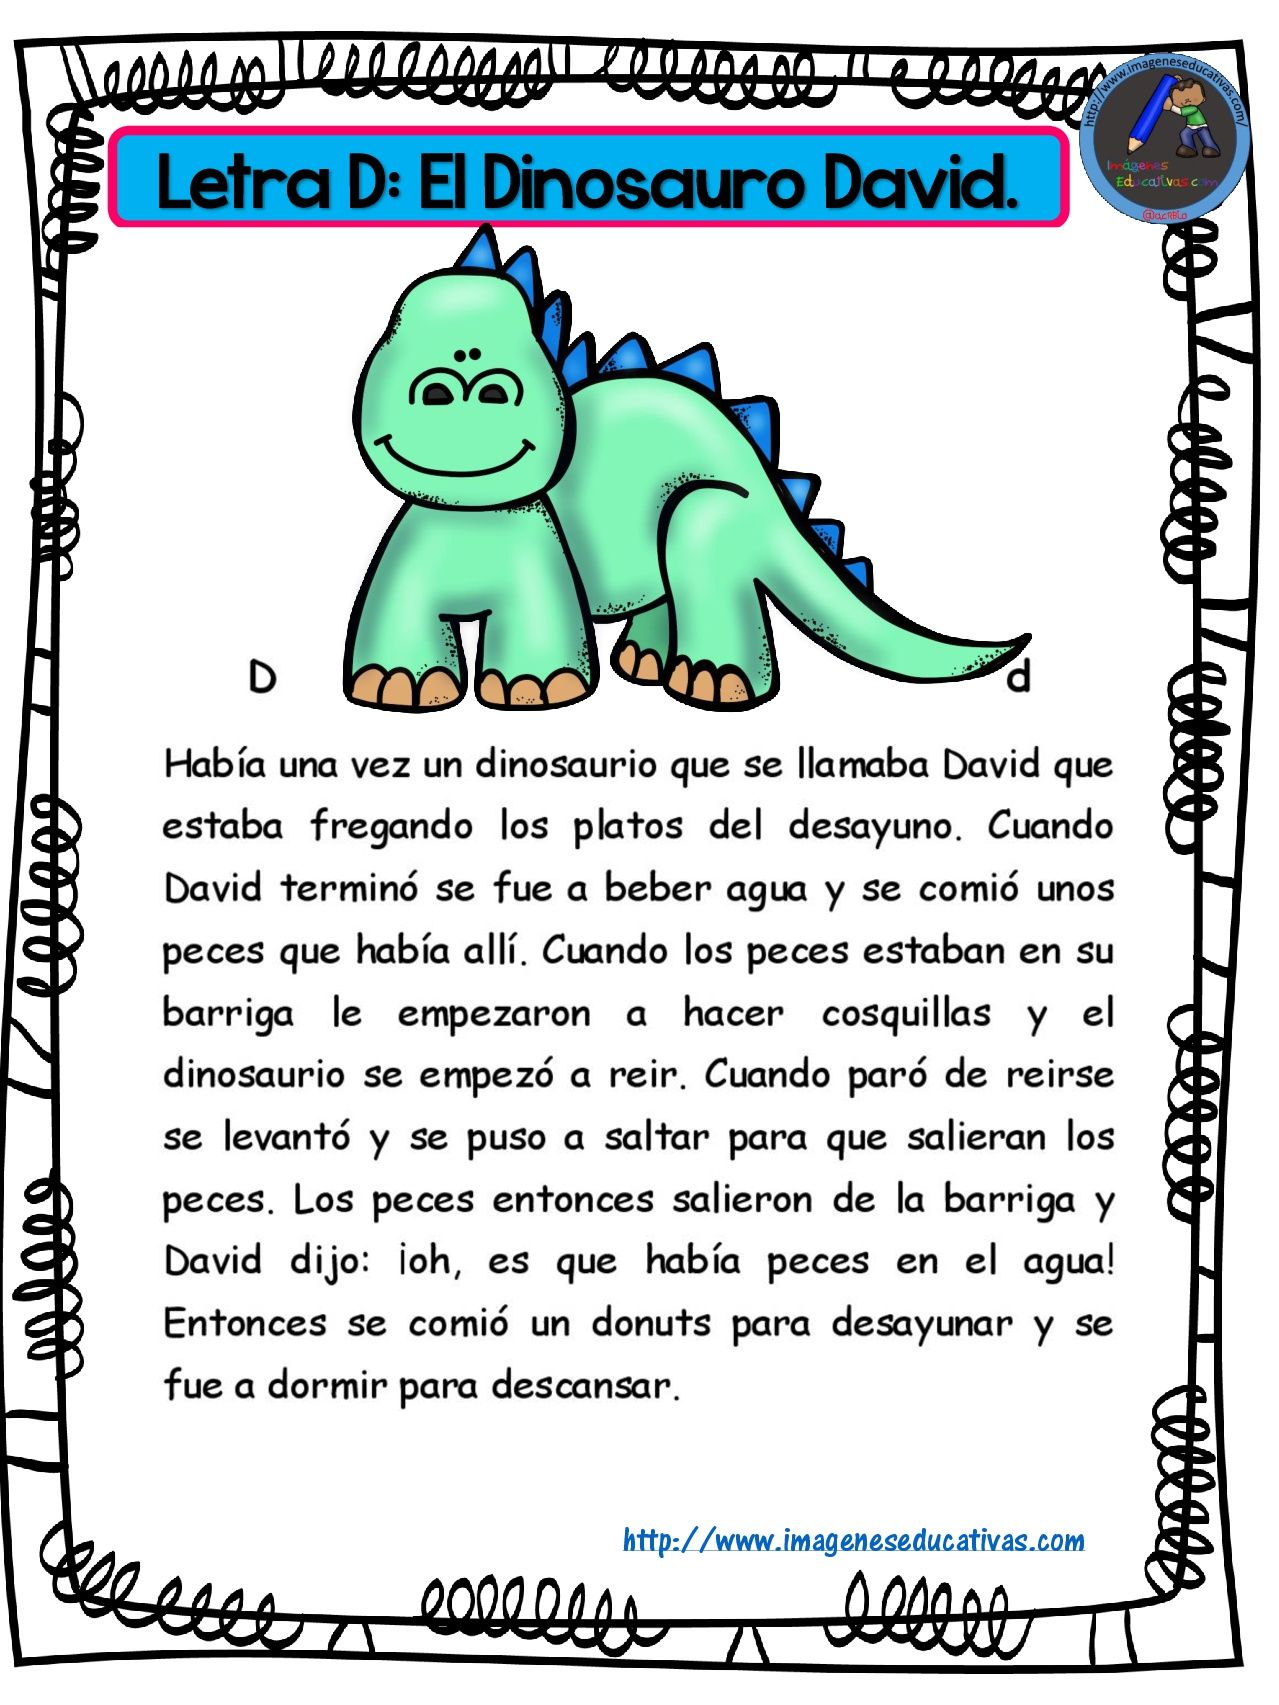 http://www.imageneseducativas.com/
Imágenes
Educativas.com
@acRBlo
Letra D: El Dinosauro David.
D
d
Había una vez un dinosaurio que se llamaba David que
estaba fregando los platos del desayuno. Cuando
David terminó se fue a beber agua y se comió unos
peces que había allí. Cuando los peces estaban en su
barriga le empezaron a hacer cosquillas y el
dinosaurio se empezó a reir. Cuando paró de reirse
se levantó y se puso a saltar para que salieran los
peces. Los peces entonces salieron de la barriga y
David dijo: ¡oh, es que había peces en el agua!
Entonces se comió un donuts para desayunar y se
fue a dormir para descansar.
http://www.imageneseducativas.com